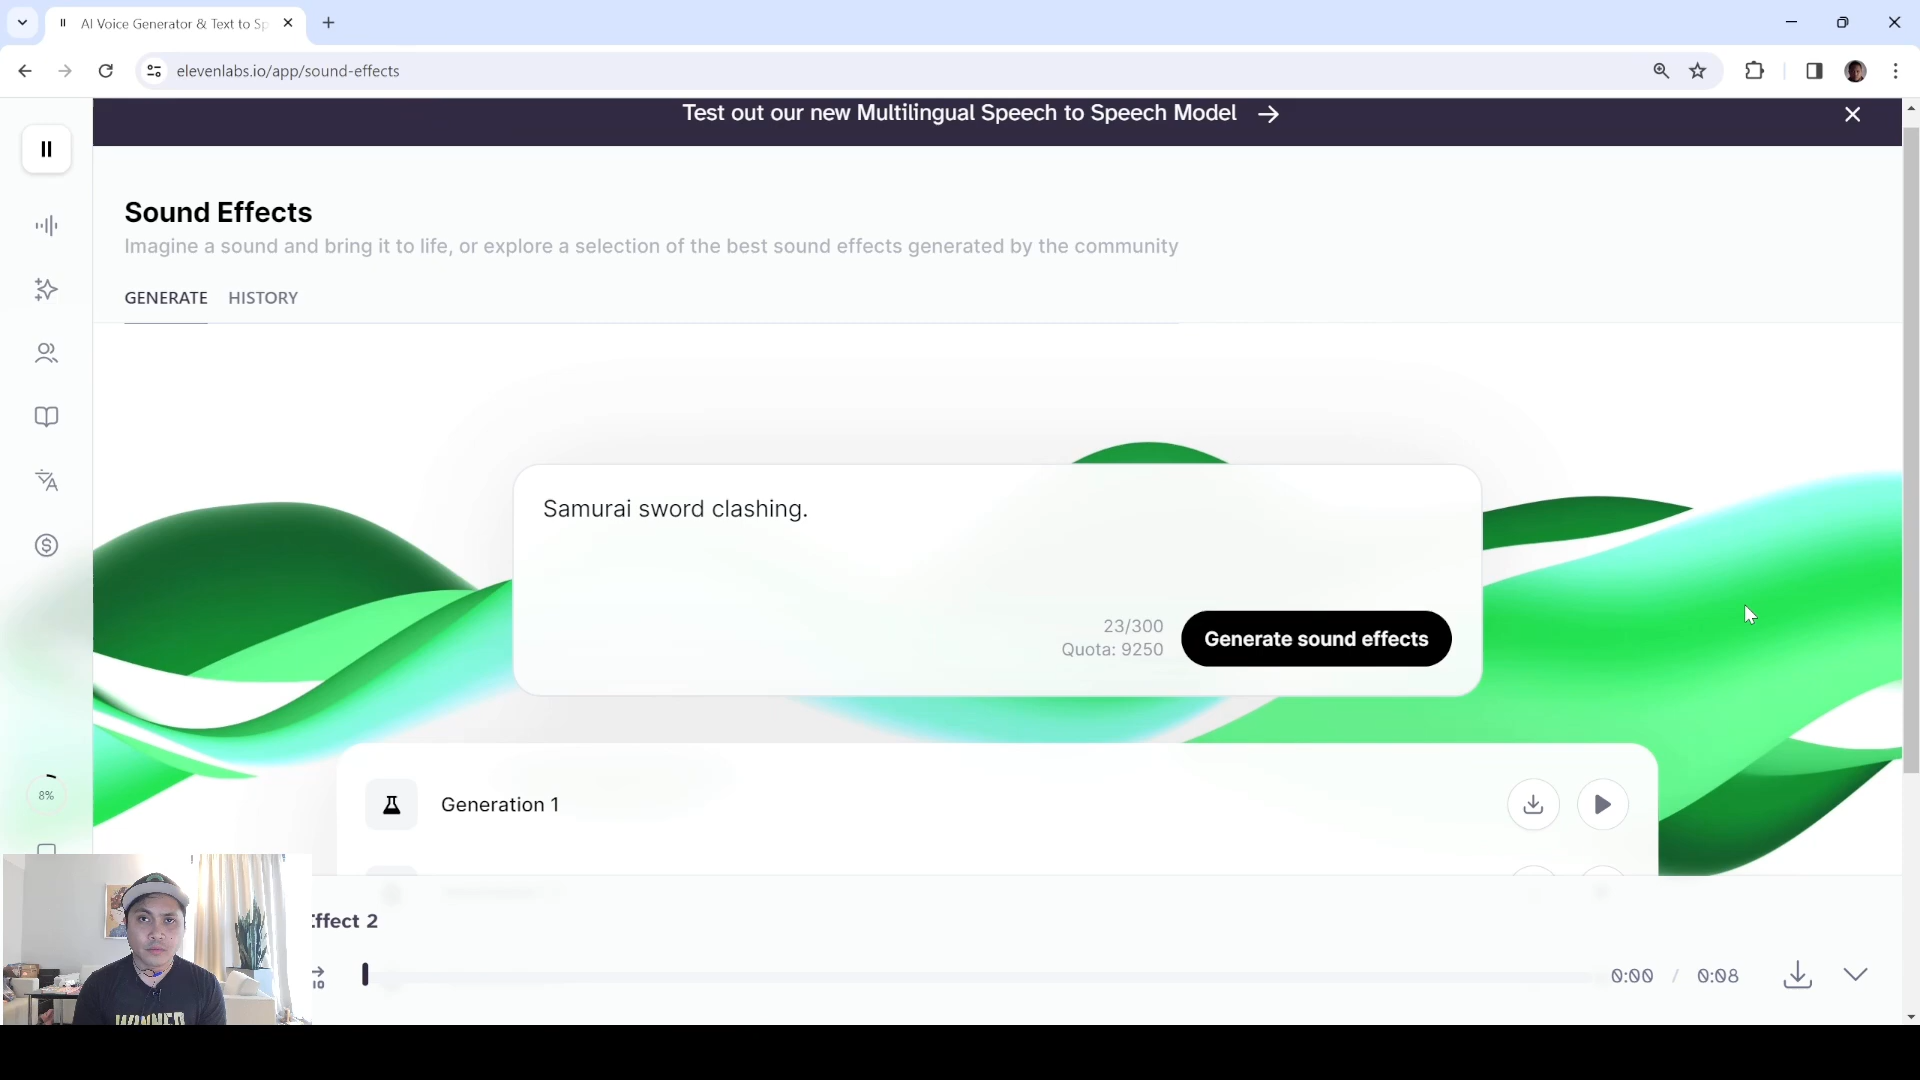 AI Voice Generator & Text to Sp
elevenlabs.io/app/sound-effects
Test out our new Multilingual Speech to Speech Model →
Sound Effects
Imagine a sound and bring it to life, or explore a selection of the best sound effects generated by the community
GENERATE HISTORY
Samurai sword clashing.
23/300
Quota: 9250
Generate sound effects
8%
Generation 1
Effect 2
10
0:00 / 0:08
WINNER